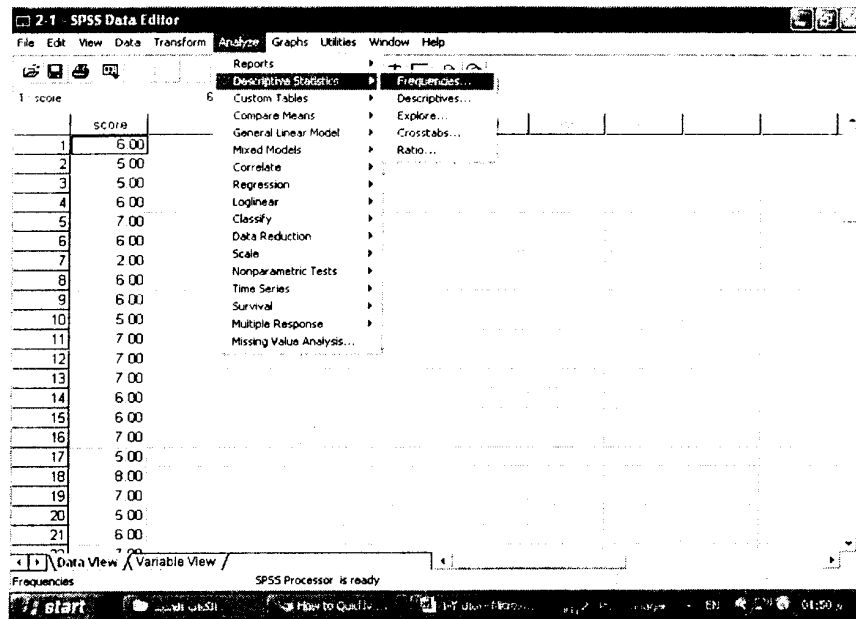 2-1 - SPSS Data Editor
File Edit View Data Transform Analyze Graphs Utilities Window Help
Reports
Descriptive Statistics
Custom Tables
Compare Means
General Linear Model
Mixed Models
Correlate
Regression
Loglinear
Classify
Data Reduction
Scale
Nonparametric Tests
Time Series
Survival
Multiple Response
Missing Value Analysis...
Frequencies...
Descriptives...
Explore...
Crosstabs...
Ratio...
1 : score 6
score
1 6.00
2 5.00
3 5.00
4 6.00
5 7.00
6 6.00
7 2.00
8 6.00
9 6.00
10 5.00
11 7.00
12 7.00
13 7.00
14 6.00
15 6.00
16 7.00
17 5.00
18 8.00
19 7.00
20 5.00
21 6.00
Data View Variable View
Frequencies SPSS Processor is ready
start How to EN 01:50